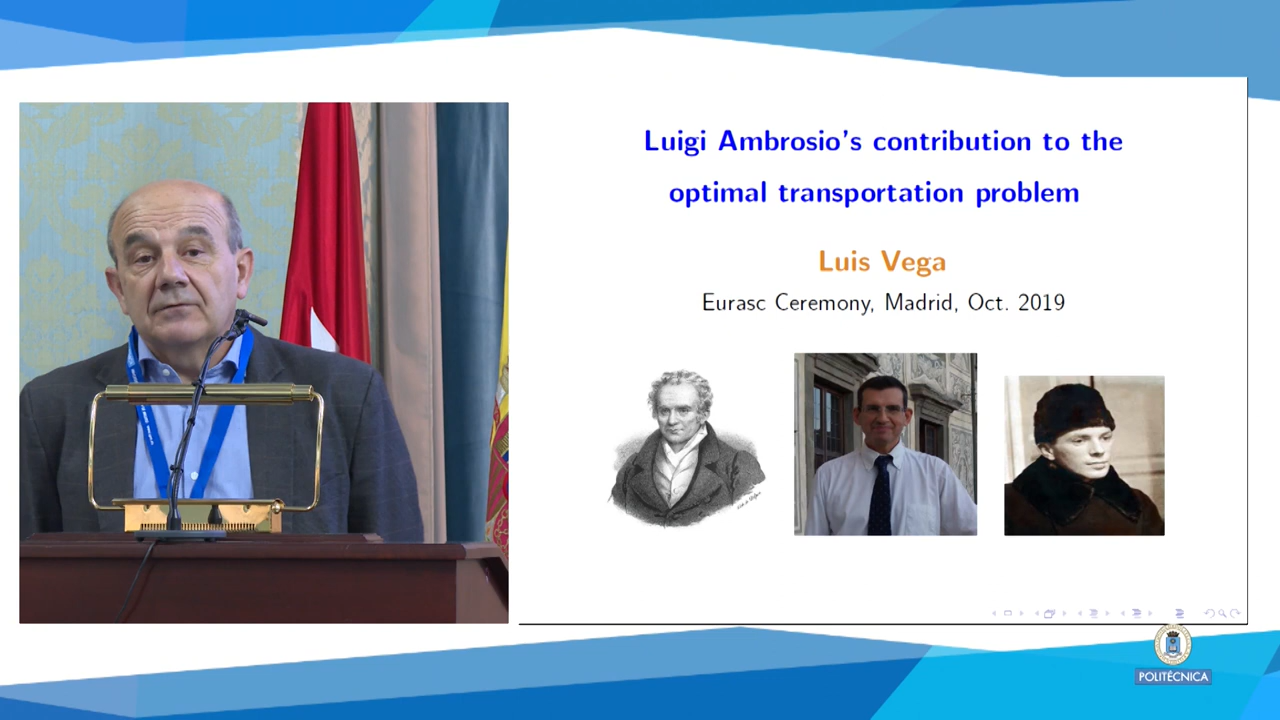 Luigi Ambrosio's contribution to the
optimal transportation problem
Luis Vega
Eurasc Ceremony, Madrid, Oct. 2019
POLITÉCNICA